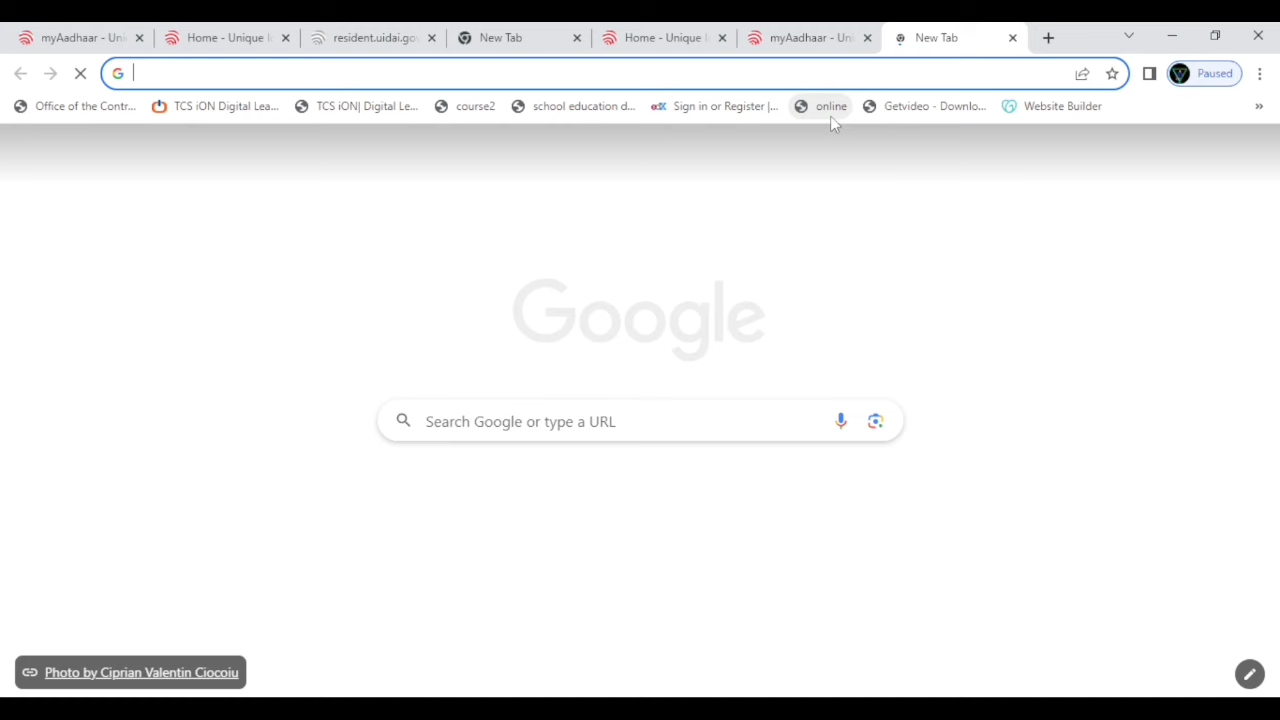 myAadhaar - Uni
Home - Unique I
resident.uidai.gov
New Tab
Home - Unique I
myAadhaar - Uni
New Tab
Paused
Office of the Contr...
TCS iON Digital Lea...
TCS iON| Digital Le...
course2
school education d...
edX Sign in or Register |...
online
Getvideo - Downlo...
Website Builder
»
Google
Search Google or type a URL
Photo by Ciprian Valentin Ciocoiu